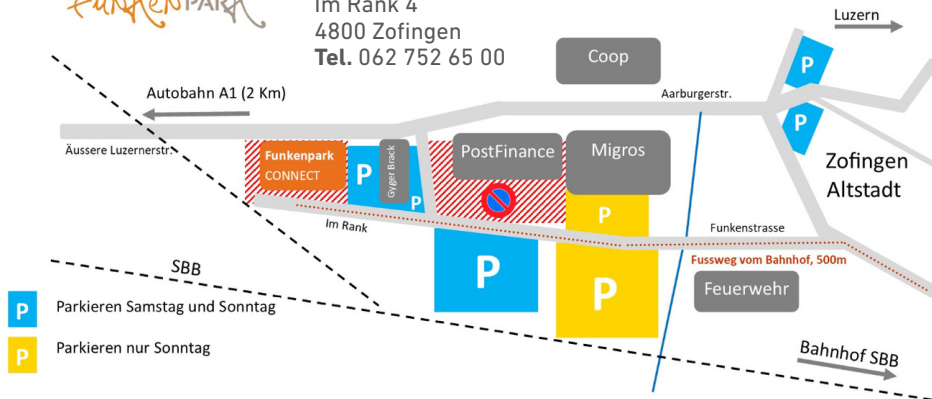 FUNKENPARK
Im Rank 4
4800 Zofingen
Tel. 062 752 65 00
Luzern
Coop
P
Autobahn A1 (2 Km)
Aarburgerstr.
P
Äussere Luzernerstr.
Funkenpark
CONNECT
P
Gyger Brack
PostFinance
Migros
Zofingen
Altstadt
P
P
Im Rank
Funkenstrasse
Fussweg vom Bahnhof, 500m
SBB
P
P
Feuerwehr
P
Parkieren Samstag und Sonntag
P
Parkieren nur Sonntag
Bahnhof SBB